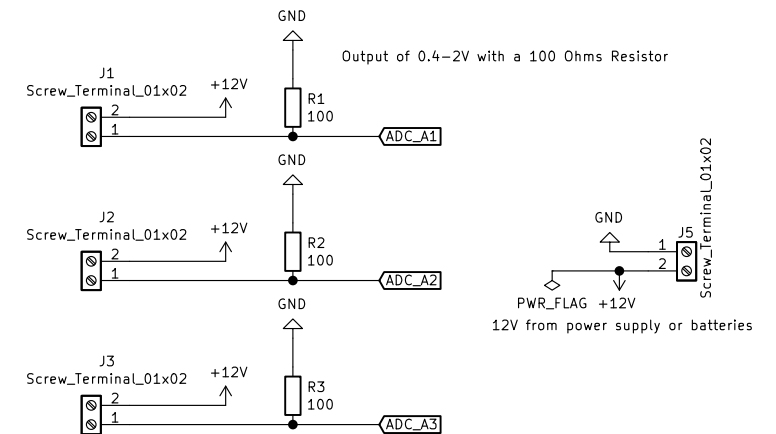 GND
Output of 0.4-2V with a 100 Ohms Resistor
J1
Screw_Terminal_01x02
+12V
2
1
R1
100
ADC_A1
GND
J2
Screw_Terminal_01x02
+12V
2
1
R2
100
ADC_A2
GND
J3
Screw_Terminal_01x02
+12V
2
1
R3
100
ADC_A3
GND
J5
Screw_Terminal_01x02
1
2
PWR_FLAG
+12V
12V from power supply or batteries